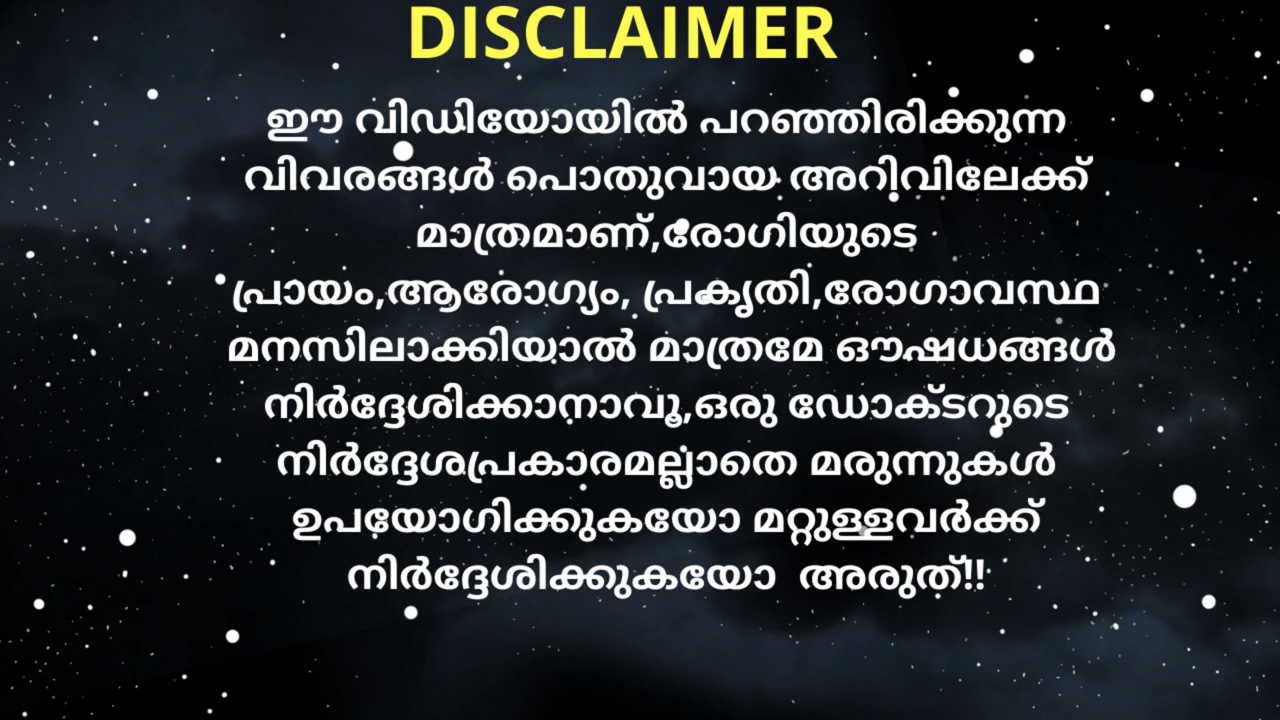 DISCLAIMER
ഈ വിഡിയോയിൽ പറഞ്ഞിരിക്കുന്ന
വിവരങ്ങൾ പൊതുവായ അറിവിലേക്ക്
മാത്രമാണ്,രോഗിയുടെ
പ്രായം,ആരോഗ്യം, പ്രകൃതി,രോഗാവസ്ഥ
മനസിലാക്കിയാൽ മാത്രമേ ഔഷധങ്ങൾ
നിർദ്ദേശിക്കാനാവൂ,ഒരു ഡോക്ടറുടെ
നിർദ്ദേശപ്രകാരമല്ലാതെ മരുന്നുകൾ
ഉപയോഗിക്കുകയോ മറ്റുള്ളവർക്ക്
നിർദ്ദേശിക്കുകയോ  അരുത്!!